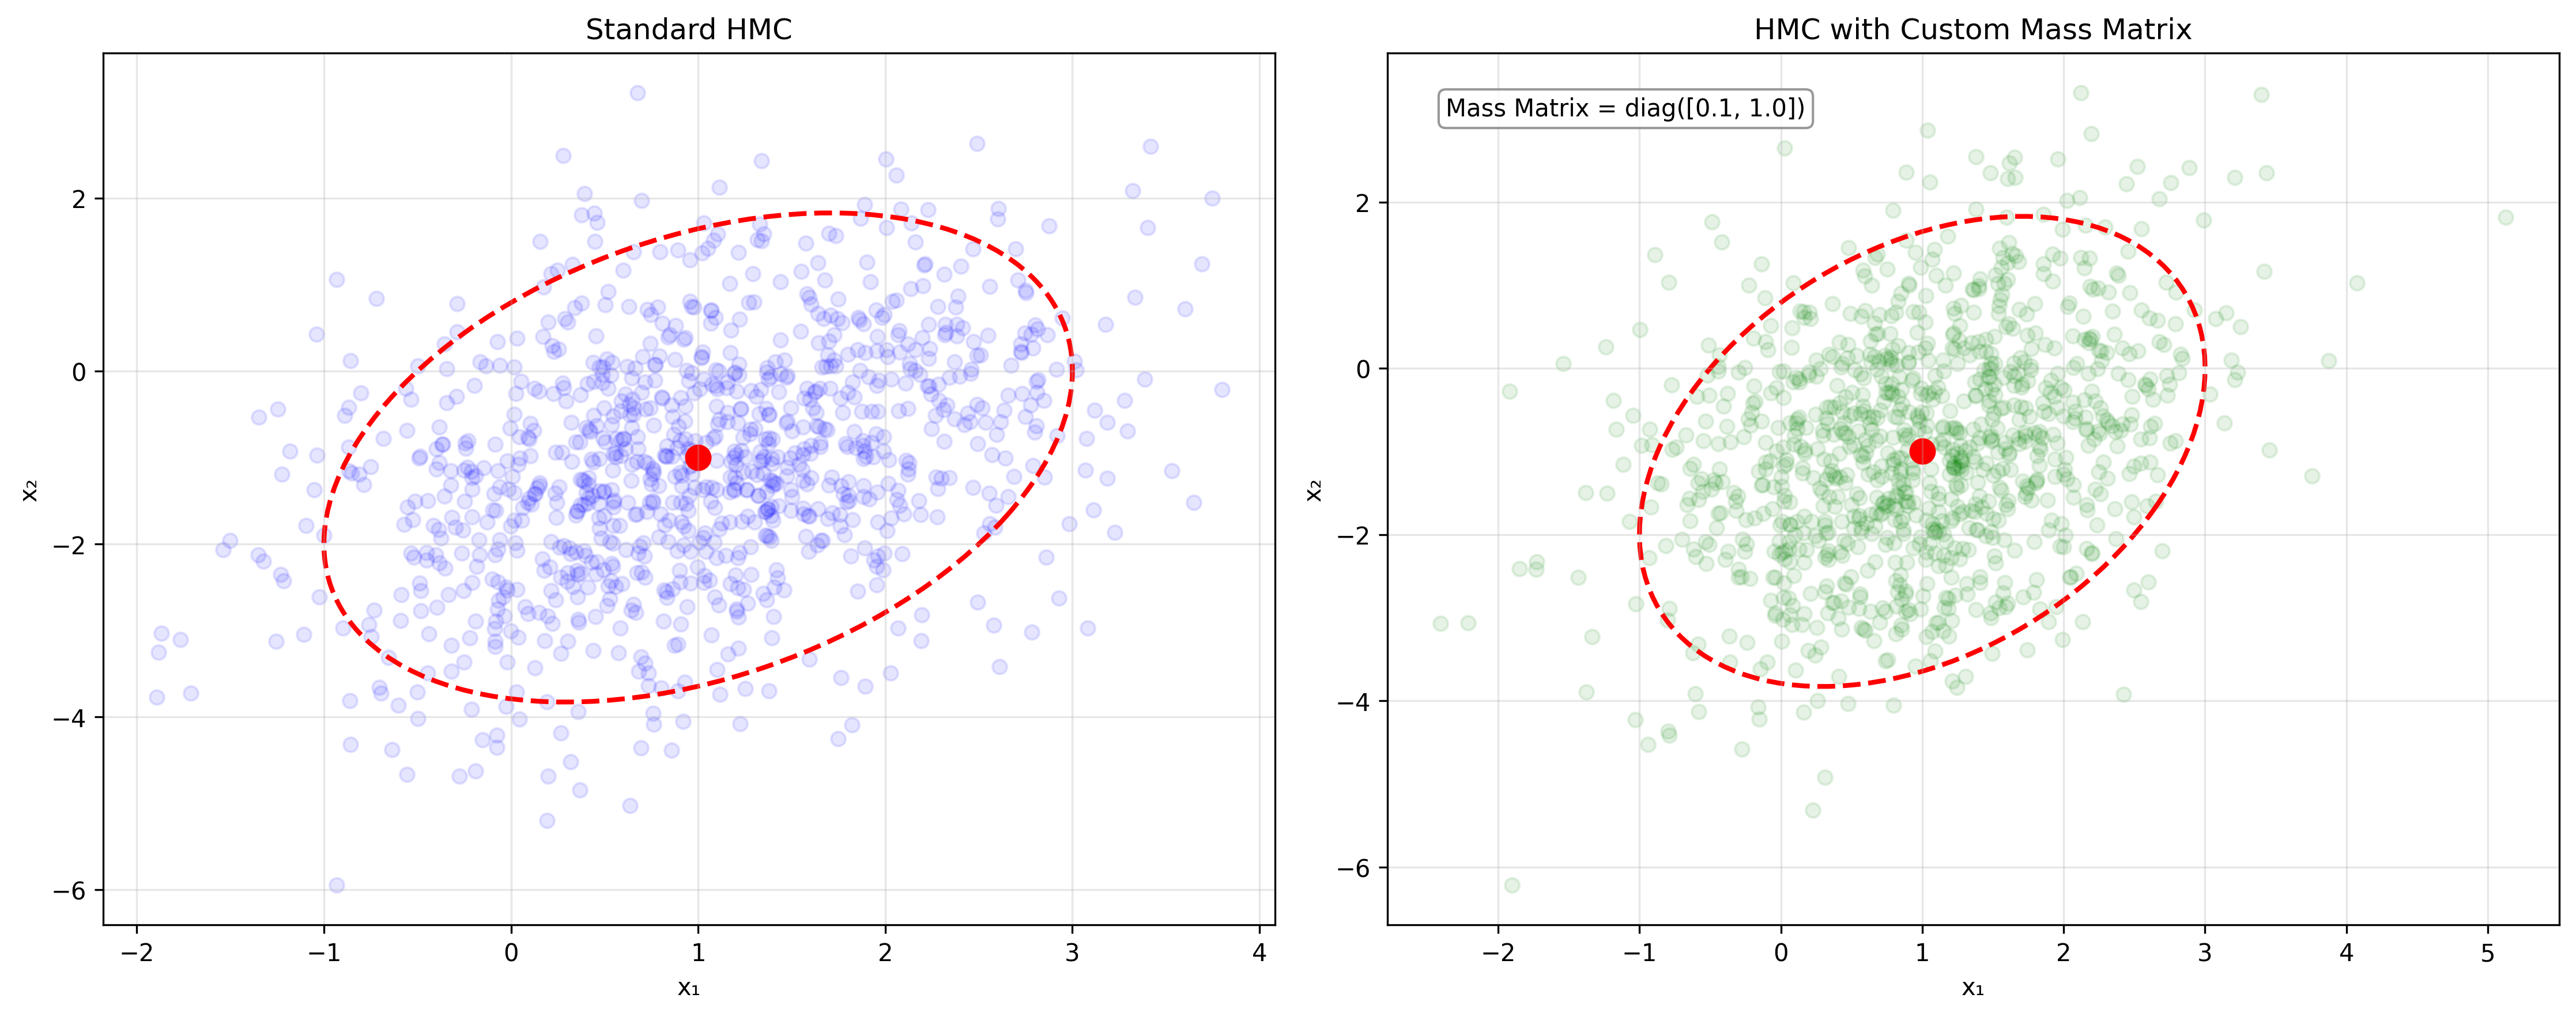 Standard HMC
2
0
−2
−4
−6
x₂
−2 −1 0 1 2 3 4
x₁
HMC with Custom Mass Matrix
Mass Matrix = diag([0.1, 1.0])
2
0
−2
−4
−6
x₂
−2 −1 0 1 2 3 4 5
x₁